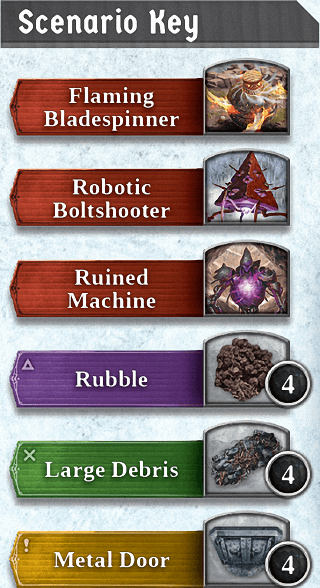 Scenario Key
Flaming
Bladespinner
Robotic
Boltshooter
Ruined
Machine
Rubble
4
Large Debris
4
Metal Door
4